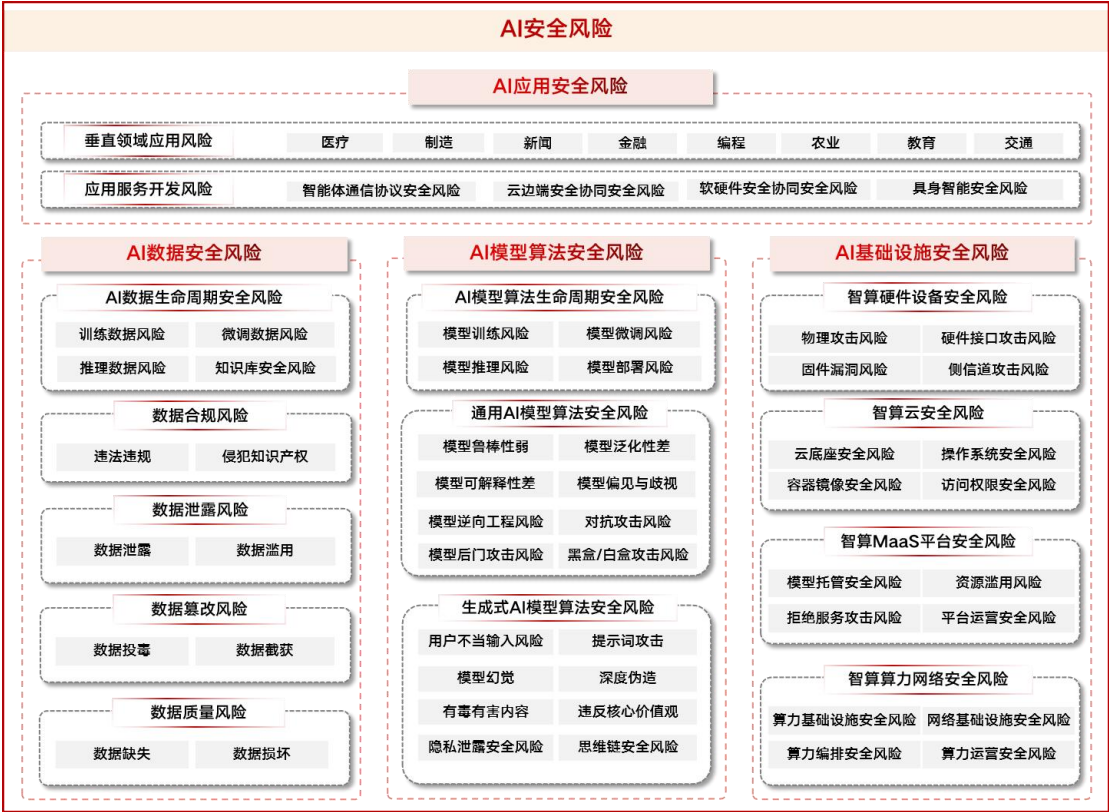 AI安全风险
AI应用安全风险
垂直领域应用风险 医疗 制造 新闻 金融 编程 农业 教育 交通
应用服务开发风险 智能体通信协议安全风险 云边端安全协同安全风险 软硬件安全协同安全风险 具身智能安全风险
AI数据安全风险
AI数据生命周期安全风险
训练数据风险 微调数据风险
推理数据风险 知识库安全风险
数据合规风险
违法违规 侵犯知识产权
数据泄露风险
数据泄露 数据滥用
数据篡改风险
数据投毒 数据截获
数据质量风险
数据缺失 数据损坏
AI模型算法安全风险
AI模型算法生命周期安全风险
模型训练风险 模型微调风险
模型推理风险 模型部署风险
通用AI模型算法安全风险
模型鲁棒性弱 模型泛化性差
模型可解释性差 模型偏见与歧视
模型逆向工程风险 对抗攻击风险
模型后门攻击风险 黑盒/白盒攻击风险
生成式AI模型算法安全风险
用户不当输入风险 提示词攻击
模型幻觉 深度伪造
有毒有害内容 违反核心价值观
隐私泄露安全风险 思维链安全风险
AI基础设施安全风险
智算硬件设备安全风险
物理攻击风险 硬件接口攻击风险
固件漏洞风险 侧信道攻击风险
智算云安全风险
云底座安全风险 操作系统安全风险
容器镜像安全风险 访问权限安全风险
智算MaaS平台安全风险
模型托管安全风险 资源滥用风险
拒绝服务攻击风险 平台运营安全风险
智算算力网络安全风险
算力基础设施安全风险 网络基础设施安全风险
算力编排安全风险 算力运营安全风险